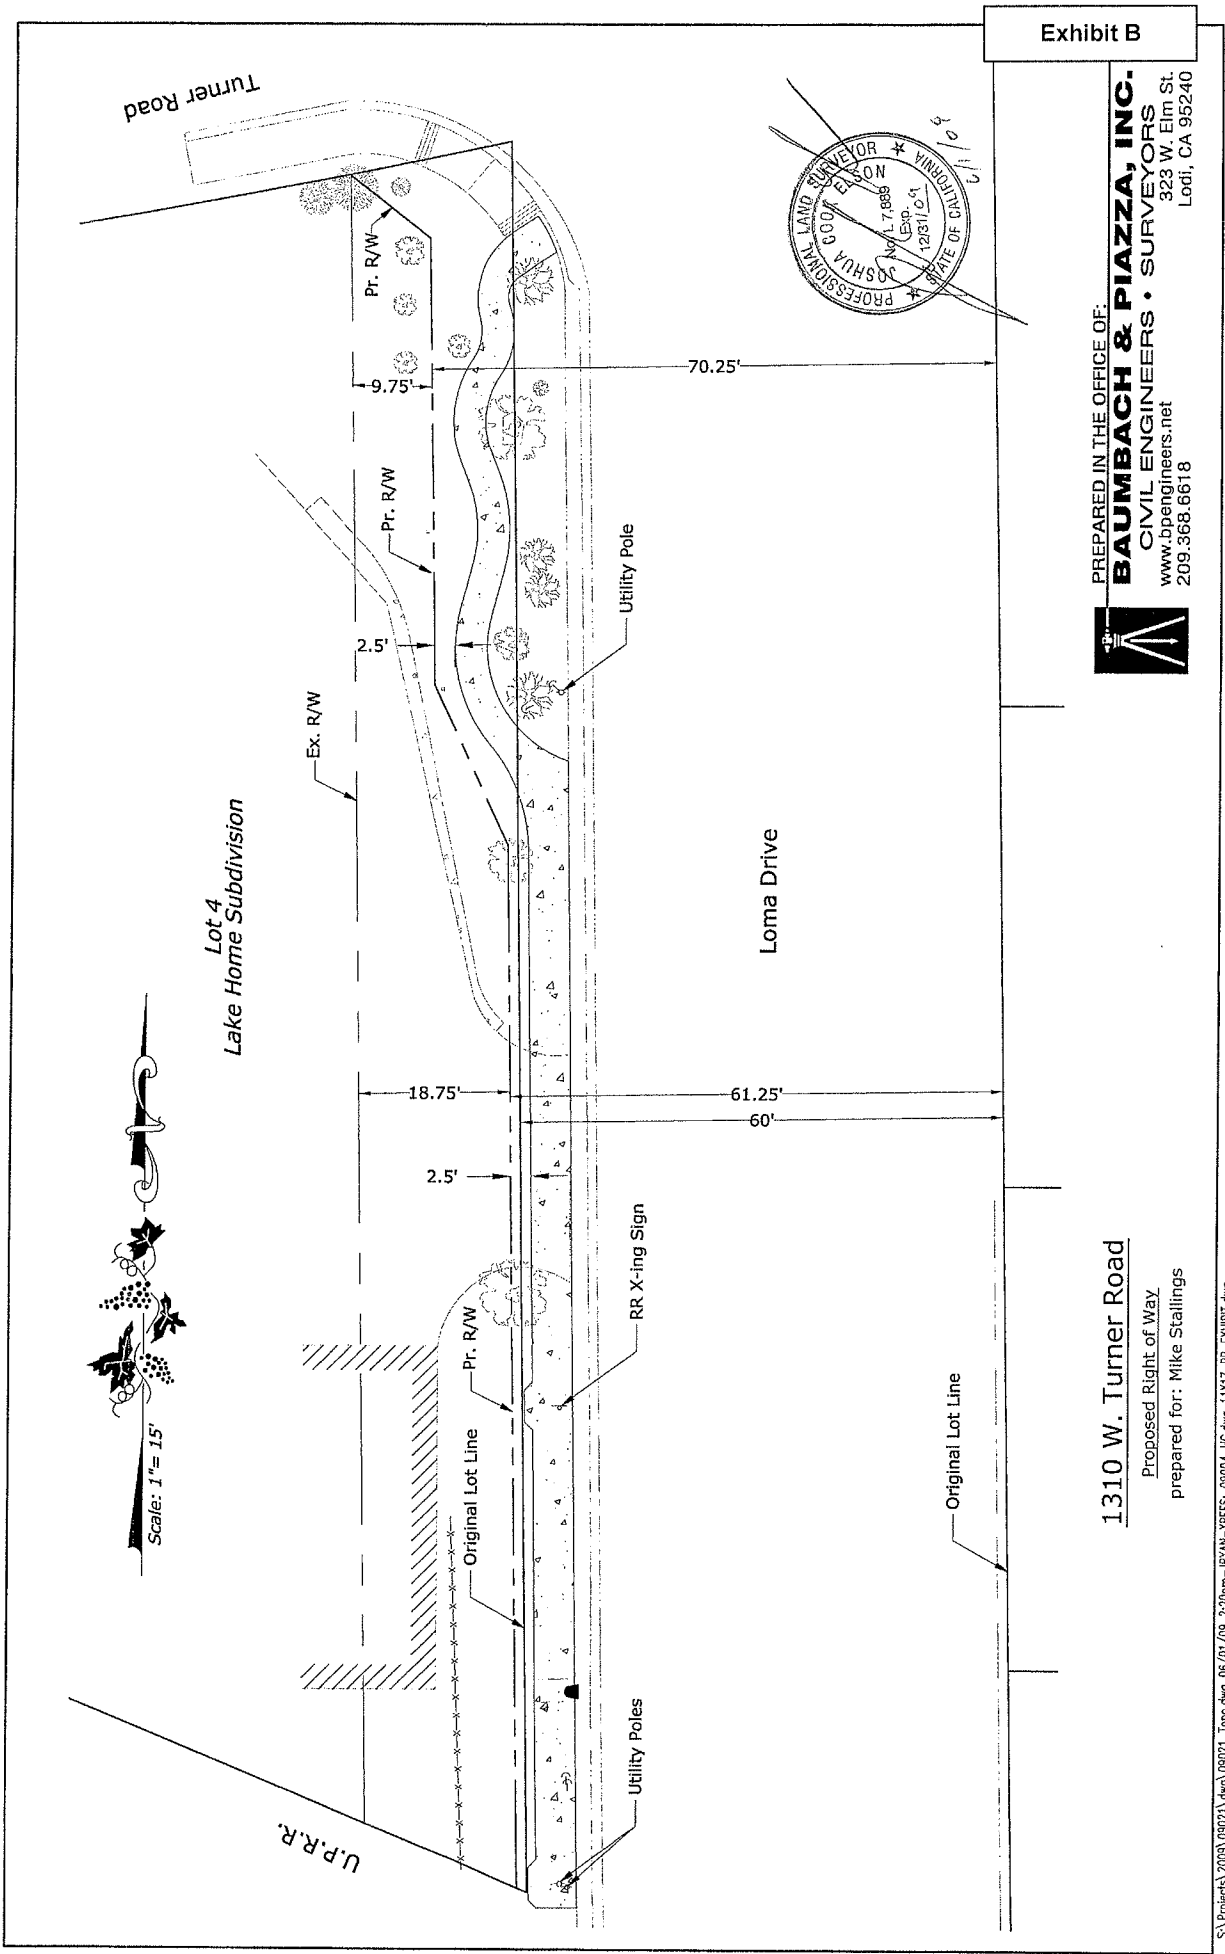 Exhibit B
Turner Road
Pr. R/W
9.75'
70.25'
Pr. R/W
2.5'
Utility Pole
Ex. R/W
Lot 4
Lake Home Subdivision
Loma Drive
18.75'
61.25'
60'
2.5'
RR X-ing Sign
Pr. R/W
Original Lot Line
Original Lot Line
Utility Poles
U.P.R.R.
Scale: 1"= 15'
PROFESSIONAL LAND SURVEYOR
STATE OF CALIFORNIA
No. L 7,889
Exp.
12/31/09
6/1/09
PREPARED IN THE OFFICE OF:
BAUMBACH & PIAZZA, INC.
CIVIL ENGINEERS • SURVEYORS
www.bpengineers.net 323 W. Elm St.
209.368.6618 Lodi, CA 95240
1310 W. Turner Road
Proposed Right of Way
prepared for: Mike Stallings